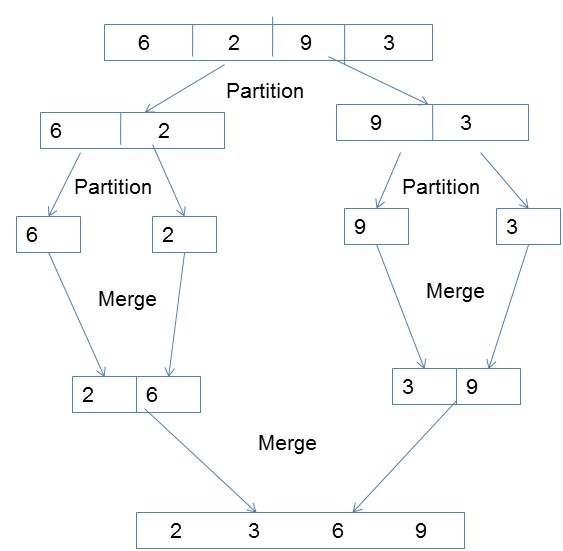 6 2 9 3
Partition
6 2
9 3
Partition
Partition
6
2
9
3
Merge
Merge
2 6
3 9
Merge
2 3 6 9